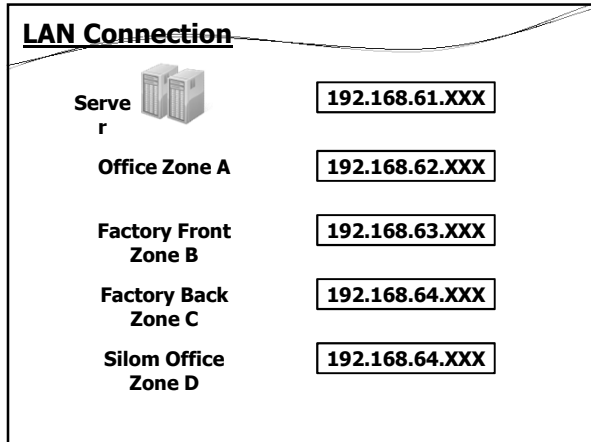 LAN Connection
Serve
r
192.168.61.XXX
Office Zone A
192.168.62.XXX
Factory Front
Zone B
192.168.63.XXX
Factory Back
Zone C
192.168.64.XXX
Silom Office
Zone D
192.168.64.XXX